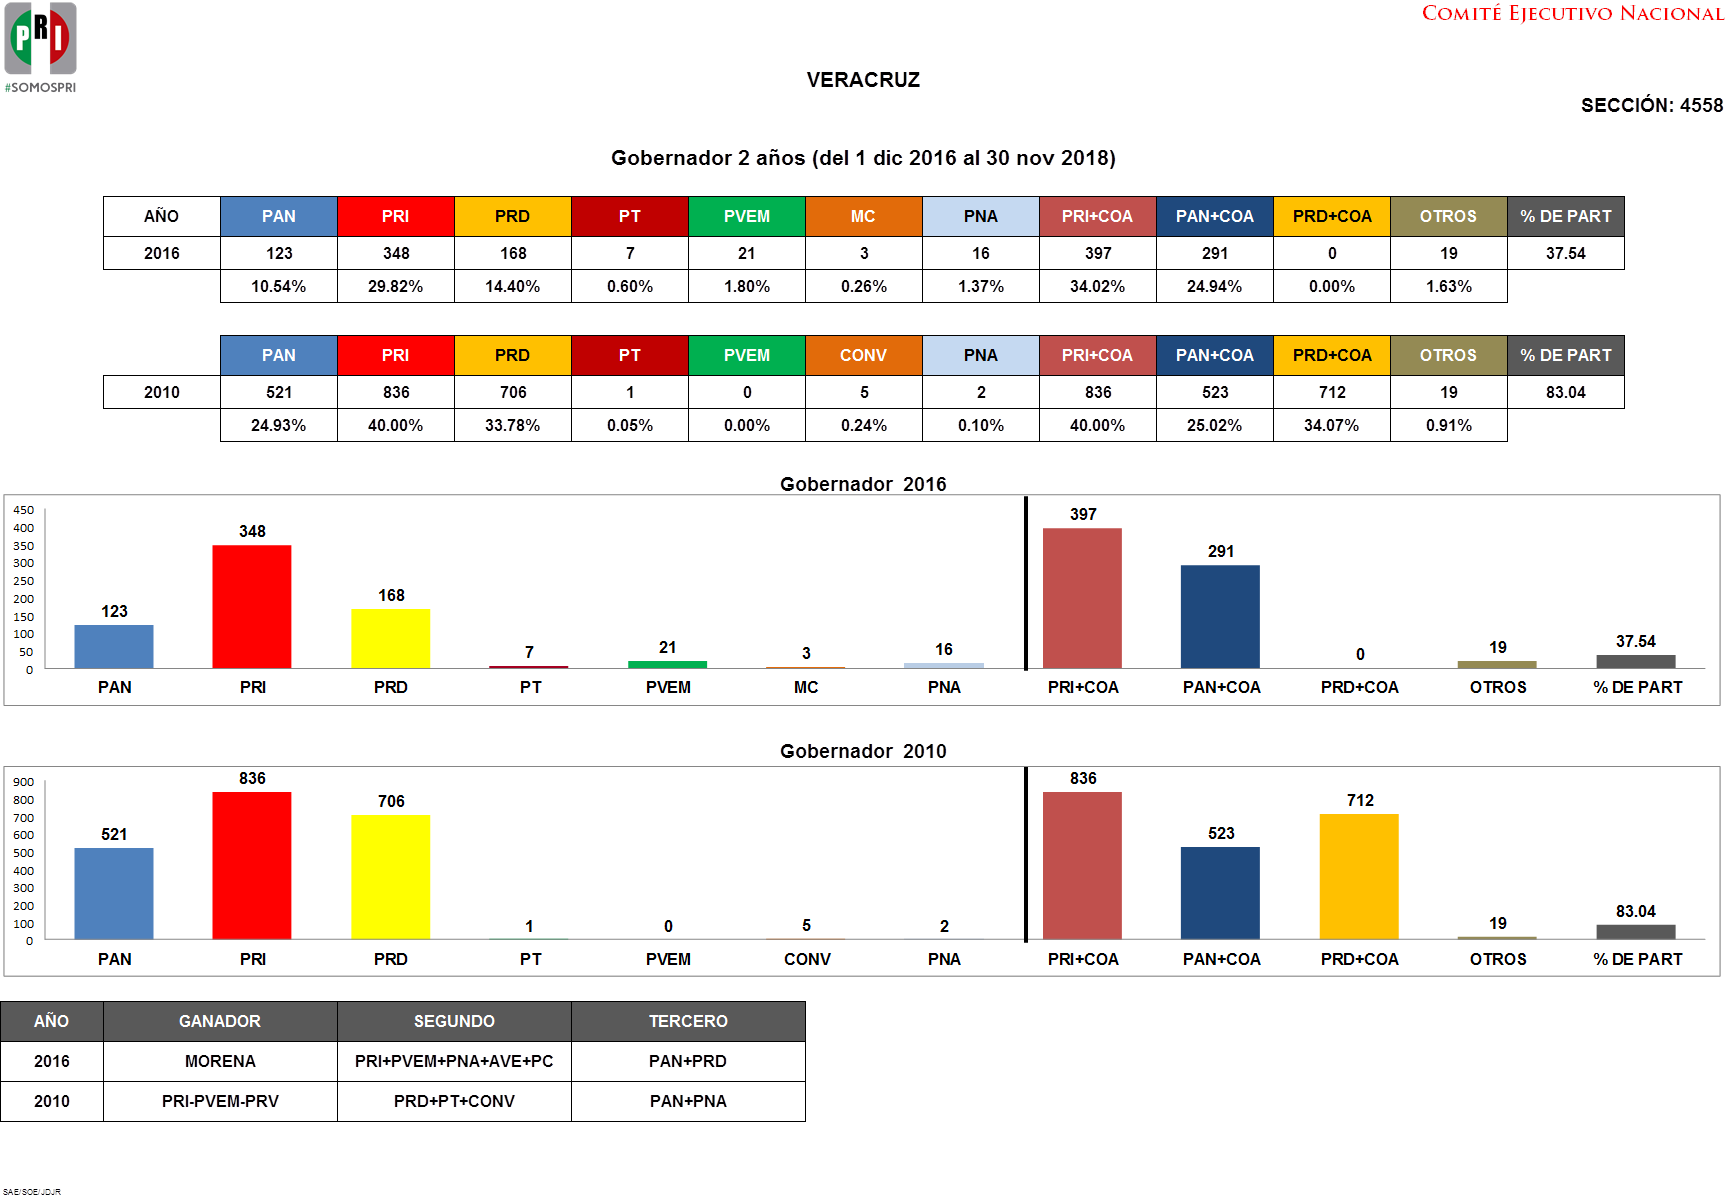 PRI
#SOMOSPRI
COMITÉ EJECUTIVO NACIONAL
VERACRUZ
SECCIÓN: 4558
Gobernador 2 años (del 1 dic 2016 al 30 nov 2018)
AÑO PAN PRI PRD PT PVEM MC PNA PRI+COA PAN+COA PRD+COA OTROS % DE PART
2016 123 348 168 7 21 3 16 397 291 0 19 37.54
10.54% 29.82% 14.40% 0.60% 1.80% 0.26% 1.37% 34.02% 24.94% 0.00% 1.63%
PAN PRI PRD PT PVEM CONV PNA PRI+COA PAN+COA PRD+COA OTROS % DE PART
2010 521 836 706 1 0 5 2 836 523 712 19 83.04
24.93% 40.00% 33.78% 0.05% 0.00% 0.24% 0.10% 40.00% 25.02% 34.07% 0.91%
Gobernador 2016
450
400
350
300
250
200
150
100
50
0
123 348 168 7 21 3 16 397 291 0 19 37.54
PAN PRI PRD PT PVEM MC PNA PRI+COA PAN+COA PRD+COA OTROS % DE PART
Gobernador 2010
900
800
700
600
500
400
300
200
100
0
521 836 706 1 0 5 2 836 523 712 19 83.04
PAN PRI PRD PT PVEM CONV PNA PRI+COA PAN+COA PRD+COA OTROS % DE PART
AÑO GANADOR SEGUNDO TERCERO
2016 MORENA PRI+PVEM+PNA+AVE+PC PAN+PRD
2010 PRI-PVEM-PRV PRD+PT+CONV PAN+PNA
SAE/SOE/JDJR